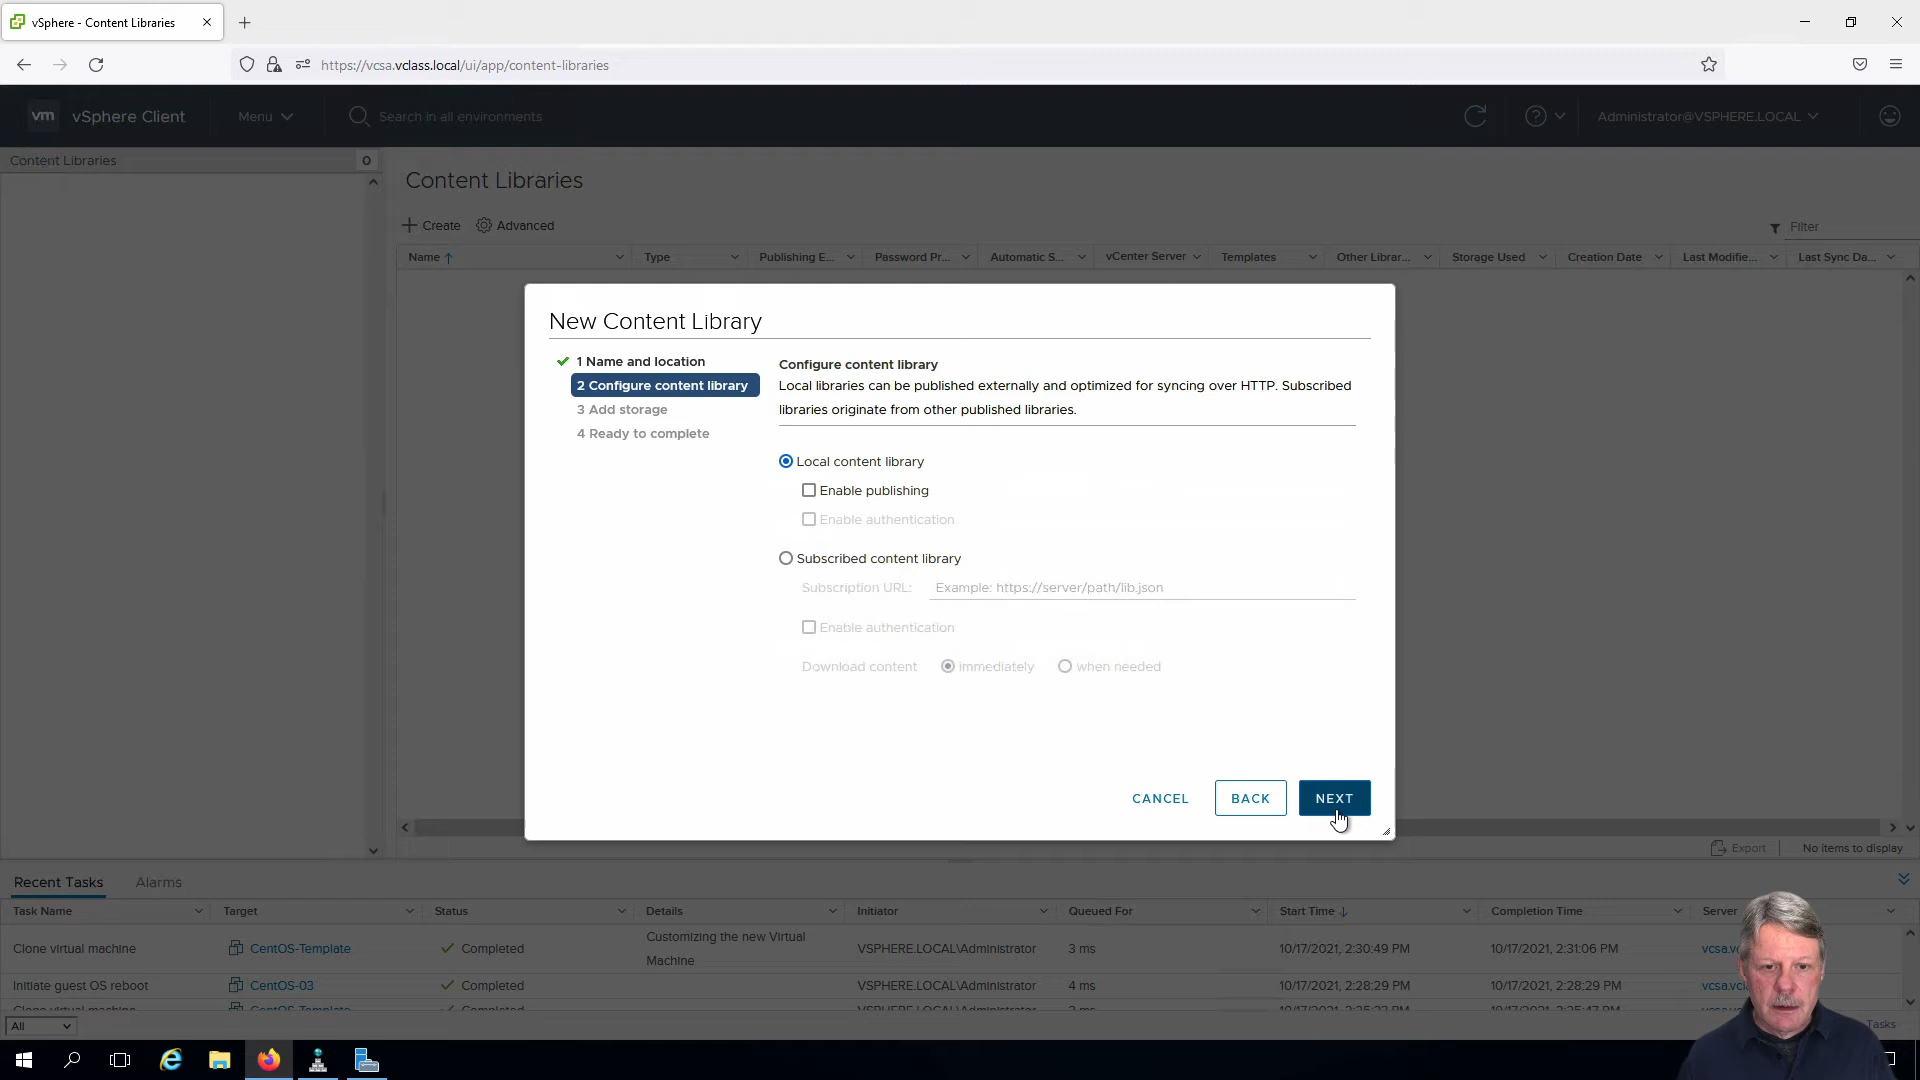 vSphere - Content Libraries
https://vcsa.vclass.local/ui/app/content-libraries
vm vSphere Client Menu Search in all environments Administrator@VSPHERE.LOCAL
Content Libraries 0
Content Libraries
Create Advanced
Filter
Name Type Publishing E... Password Pr... Automatic S... vCenter Server Templates Other Librar... Storage Used Creation Date Last Modifie... Last Sync Da...
New Content Library
1 Name and location
2 Configure content library
3 Add storage
4 Ready to complete
Configure content library
Local libraries can be published externally and optimized for syncing over HTTP. Subscribed
libraries originate from other published libraries.
Local content library
Enable publishing
Enable authentication
Subscribed content library
Subscription URL: Example: https://server/path/lib.json
Enable authentication
Download content immediately when needed
CANCEL BACK NEXT
Export No items to display
Recent Tasks Alarms
Task Name Target Status Details Initiator Queued For Start Time Completion Time Server
Clone virtual machine CentOS-Template Completed Customizing the new Virtual Machine VSPHERE.LOCAL\Administrator 3 ms 10/17/2021, 2:30:49 PM 10/17/2021, 2:31:06 PM
Initiate guest OS reboot CentOS-03 Completed VSPHERE.LOCAL\Administrator 4 ms 10/17/2021, 2:28:29 PM 10/17/2021, 2:28:29 PM
Clone virtual machine CentOS-Template Completed
All
Tasks